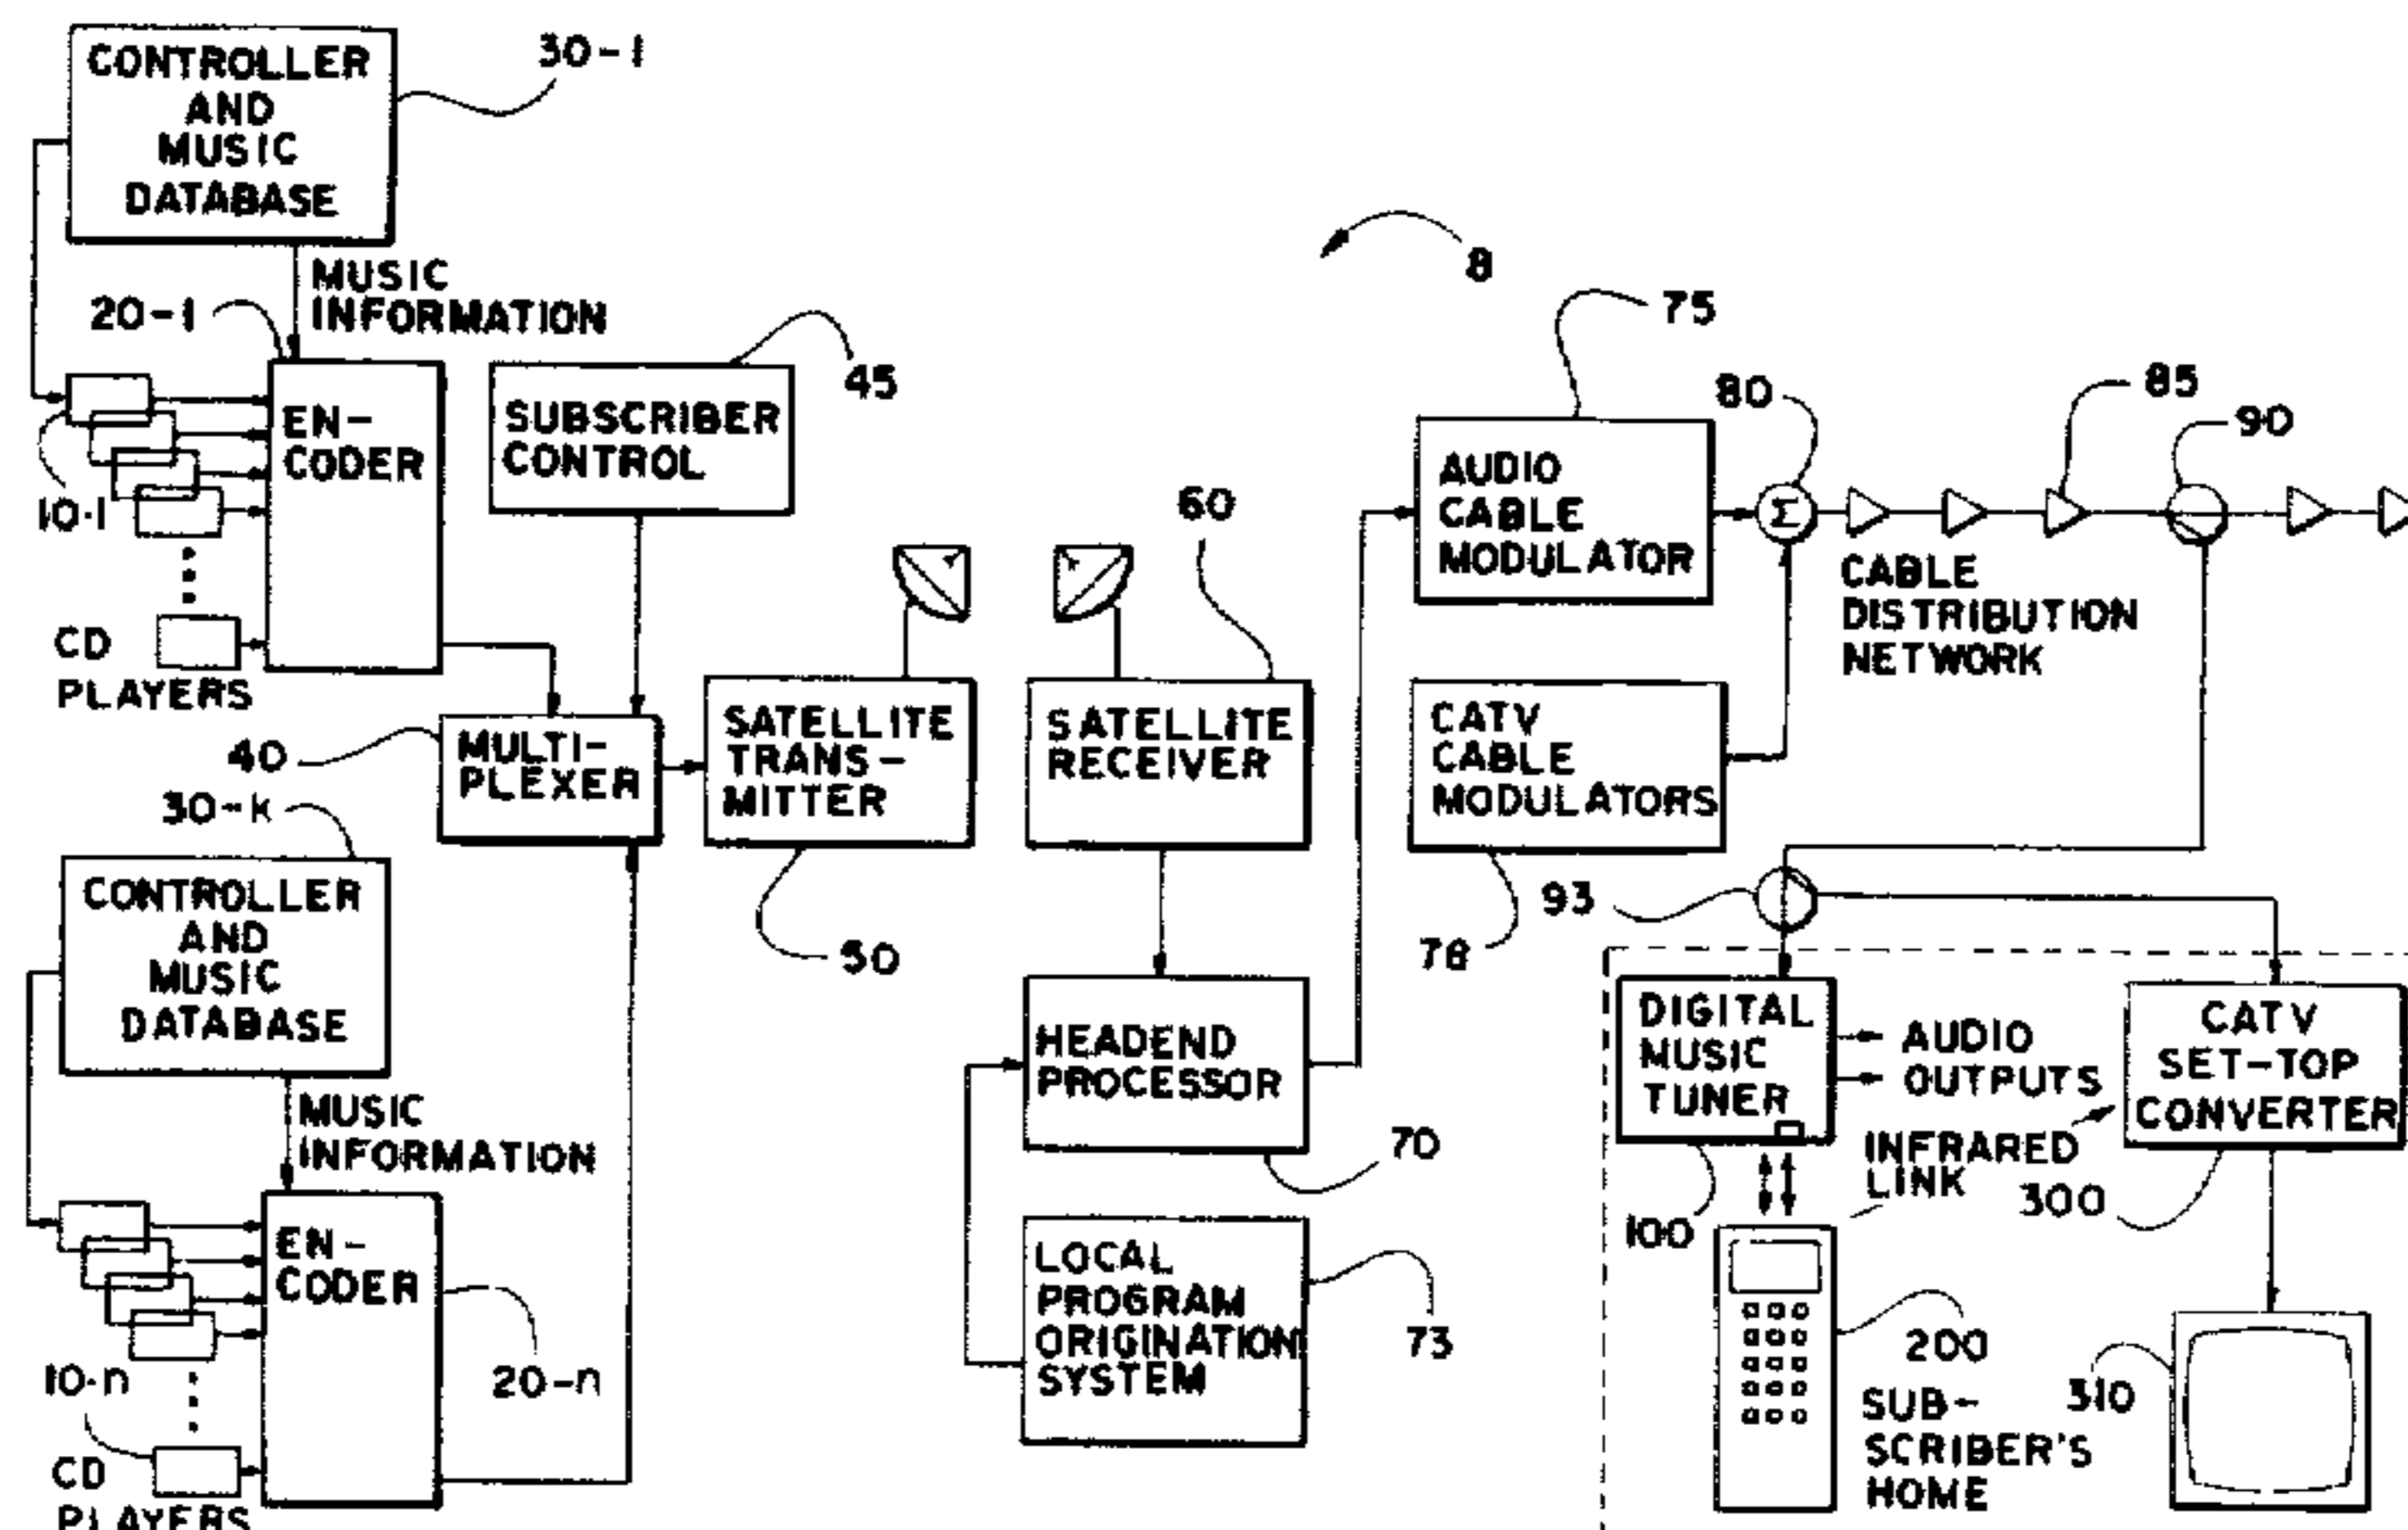 CONTROLLER
AND
MUSIC
DATABASE
30-1
MUSIC
INFORMATION
20-1
EN-
CODER
10-1
CD
PLAYERS
SUBSCRIBER
CONTROL
45
40
MULTI-
PLEXER
SATELLITE
TRANS-
MITTER
50
30-k
CONTROLLER
AND
MUSIC
DATABASE
MUSIC
INFORMATION
EN-
CODER
20-n
10-n
CD
PLAYERS
8
60
SATELLITE
RECEIVER
HEADEND
PROCESSOR
70
LOCAL
PROGRAM
ORIGINATION
SYSTEM
73
75
AUDIO
CABLE
MODULATOR
80
Σ
85
90
CABLE
DISTRIBUTION
NETWORK
CATV
CABLE
MODULATORS
78
93
DIGITAL
MUSIC
TUNER
100
AUDIO
OUTPUTS
INFRARED
LINK
CATV
SET-TOP
CONVERTER
300
200
310
SUB-
SCRIBER'S
HOME